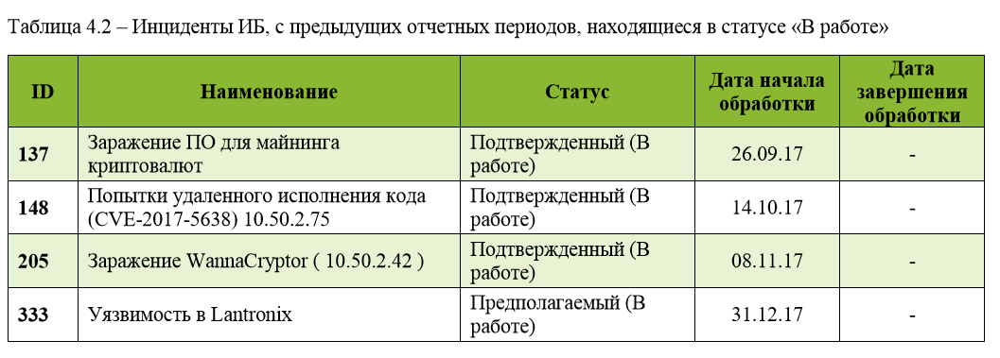 Таблица 4.2 – Инциденты ИБ, с предыдущих отчетных периодов, находящиеся в статусе «В работе»
ID Наименование Статус Дата начала обработки Дата завершения обработки
137 Заражение ПО для майнинга криптовалют Подтвержденный (В работе) 26.09.17 -
148 Попытки удаленного исполнения кода (CVE-2017-5638) 10.50.2.75 Подтвержденный (В работе) 14.10.17 -
205 Заражение WannaCryptor ( 10.50.2.42 ) Подтвержденный (В работе) 08.11.17 -
333 Уязвимость в Lantronix Предполагаемый (В работе) 31.12.17 -